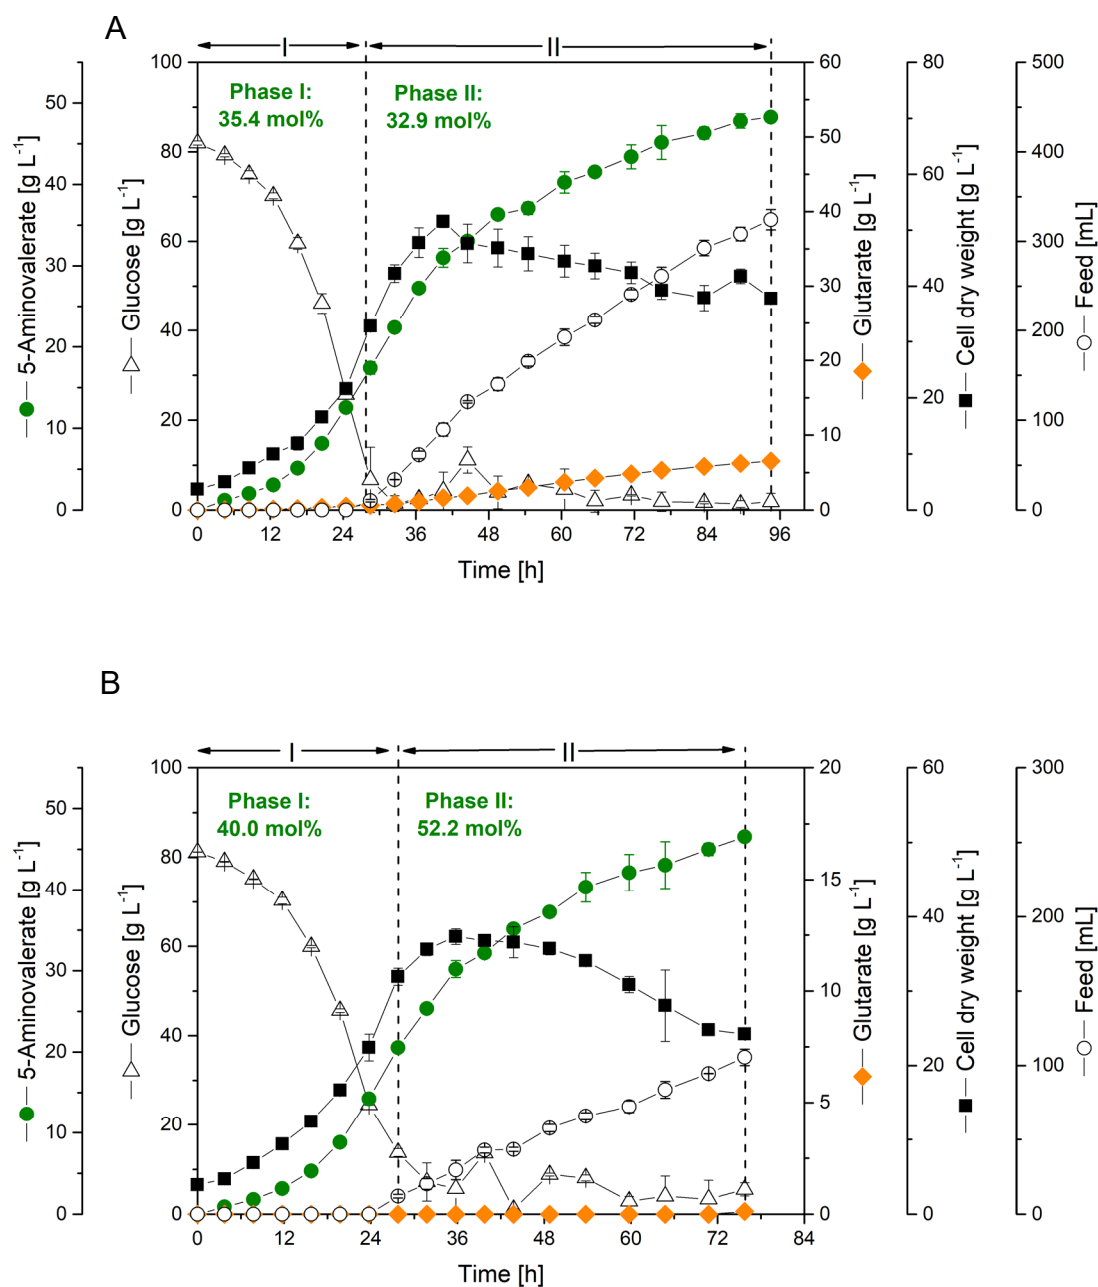 A
I
II
Phase I:
35.4 mol%
Phase II:
32.9 mol%
5-Aminovalerate [g L⁻¹]
0
10
20
30
40
50
Glucose [g L⁻¹]
0
20
40
60
80
100
Glutarate [g L⁻¹]
0
10
20
30
40
50
60
Cell dry weight [g L⁻¹]
0
20
40
60
80
Feed [mL]
0
100
200
300
400
500
0 12 24 36 48 60 72 84 96
Time [h]
B
I
II
Phase I:
40.0 mol%
Phase II:
52.2 mol%
5-Aminovalerate [g L⁻¹]
0
10
20
30
40
50
Glucose [g L⁻¹]
0
20
40
60
80
100
Glutarate [g L⁻¹]
0
5
10
15
20
Cell dry weight [g L⁻¹]
0
20
40
60
Feed [mL]
0
100
200
300
0 12 24 36 48 60 72 84
Time [h]